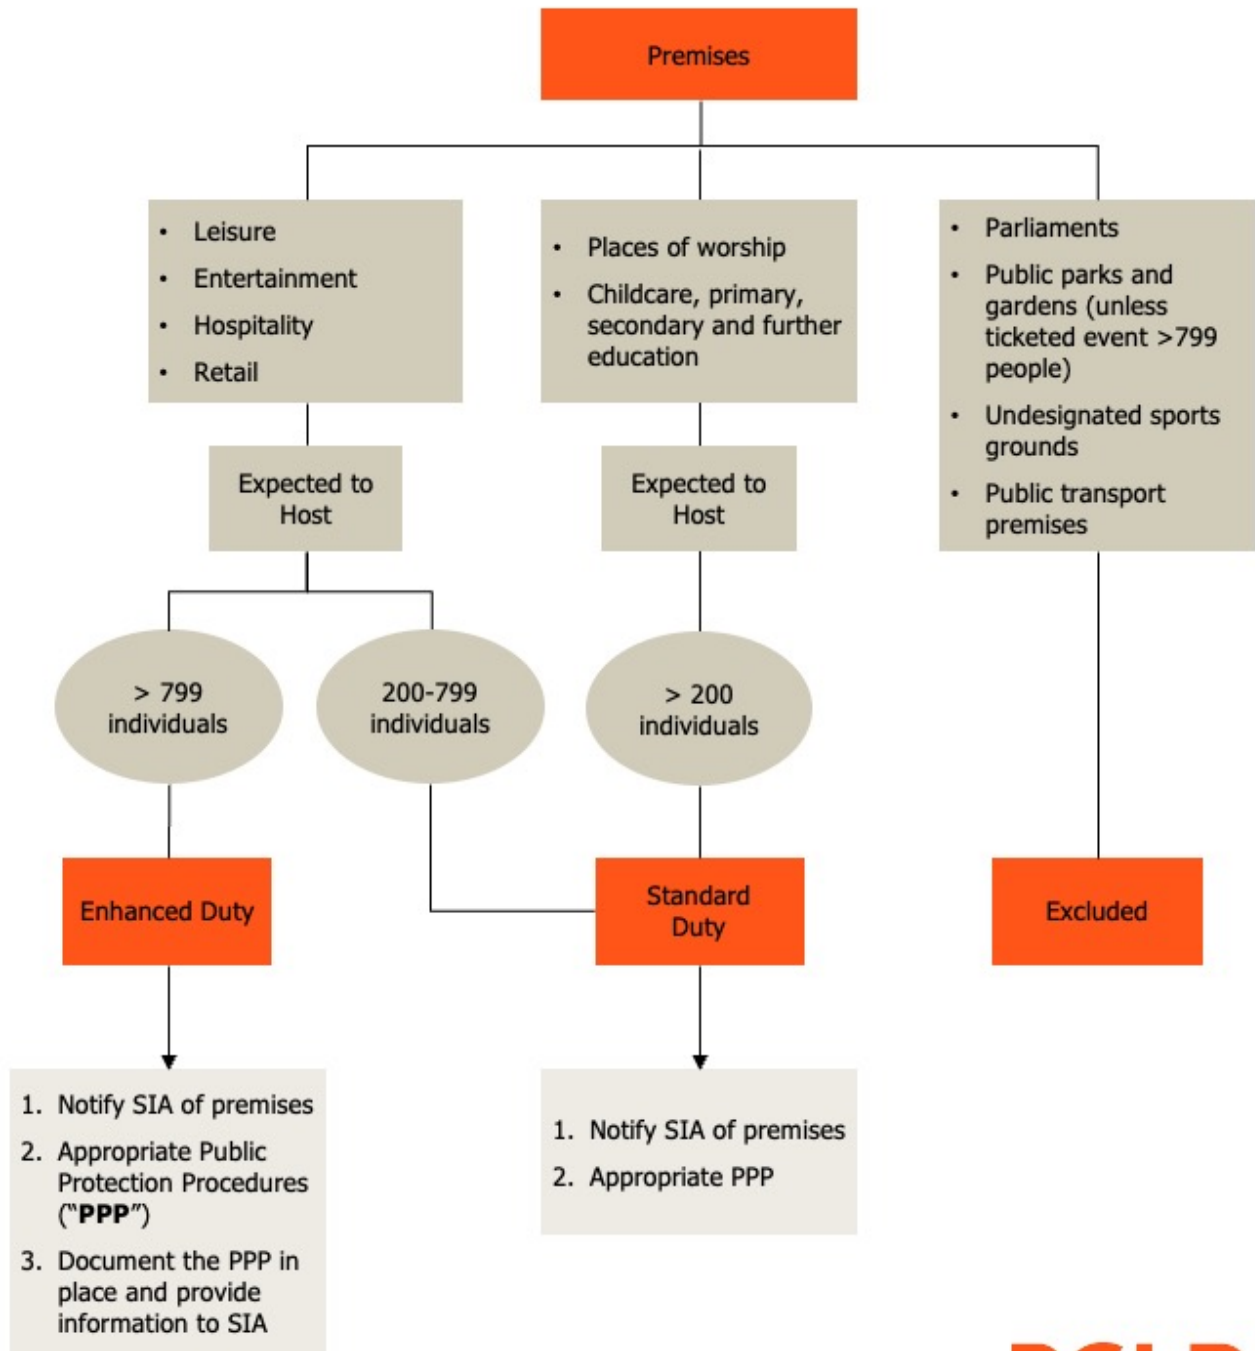 Premises
• Leisure
• Entertainment
• Hospitality
• Retail
• Places of worship
• Childcare, primary,
secondary and further
education
• Parliaments
• Public parks and
gardens (unless
ticketed event >799
people)
• Undesignated sports
grounds
• Public transport
premises
Expected to
Host
Expected to
Host
> 799
individuals
200-799
individuals
> 200
individuals
Enhanced Duty
Standard
Duty
Excluded
1. Notify SIA of premises
2. Appropriate Public
Protection Procedures
("PPP")
3. Document the PPP in
place and provide
information to SIA
1. Notify SIA of premises
2. Appropriate PPP